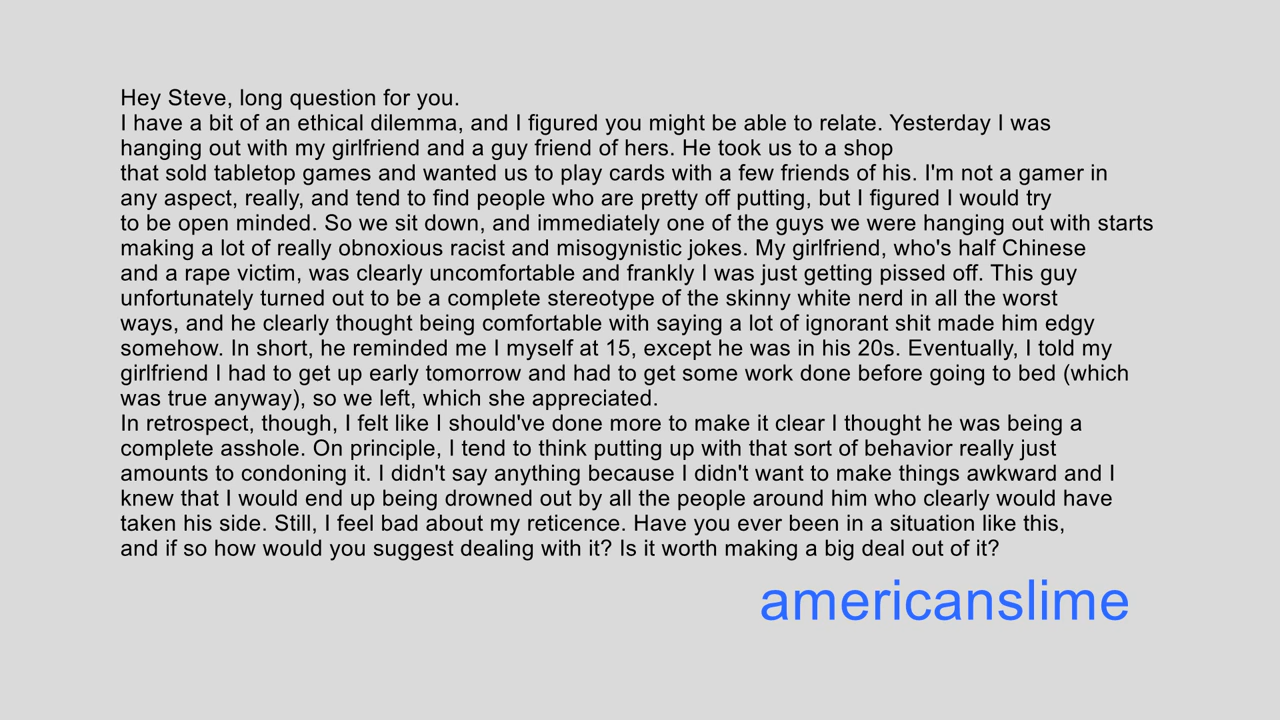 Hey Steve, long question for you.
I have a bit of an ethical dilemma, and I figured you might be able to relate. Yesterday I was
hanging out with my girlfriend and a guy friend of hers. He took us to a shop
that sold tabletop games and wanted us to play cards with a few friends of his. I'm not a gamer in
any aspect, really, and tend to find people who are pretty off putting, but I figured I would try
to be open minded. So we sit down, and immediately one of the guys we were hanging out with starts
making a lot of really obnoxious racist and misogynistic jokes. My girlfriend, who's half Chinese
and a rape victim, was clearly uncomfortable and frankly I was just getting pissed off. This guy
unfortunately turned out to be a complete stereotype of the skinny white nerd in all the worst
ways, and he clearly thought being comfortable with saying a lot of ignorant shit made him edgy
somehow. In short, he reminded me I myself at 15, except he was in his 20s. Eventually, I told my
girlfriend I had to get up early tomorrow and had to get some work done before going to bed (which
was true anyway), so we left, which she appreciated.
In retrospect, though, I felt like I should've done more to make it clear I thought he was being a
complete asshole. On principle, I tend to think putting up with that sort of behavior really just
amounts to condoning it. I didn't say anything because I didn't want to make things awkward and I
knew that I would end up being drowned out by all the people around him who clearly would have
taken his side. Still, I feel bad about my reticence. Have you ever been in a situation like this,
and if so how would you suggest dealing with it? Is it worth making a big deal out of it?
americanslime